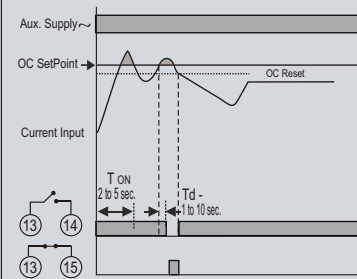 Aux. Supply
OC SetPoint
OC Reset
Current Input
T ON
2 to 5 sec.
Td -
1 to 10 sec.
13 14
13 15